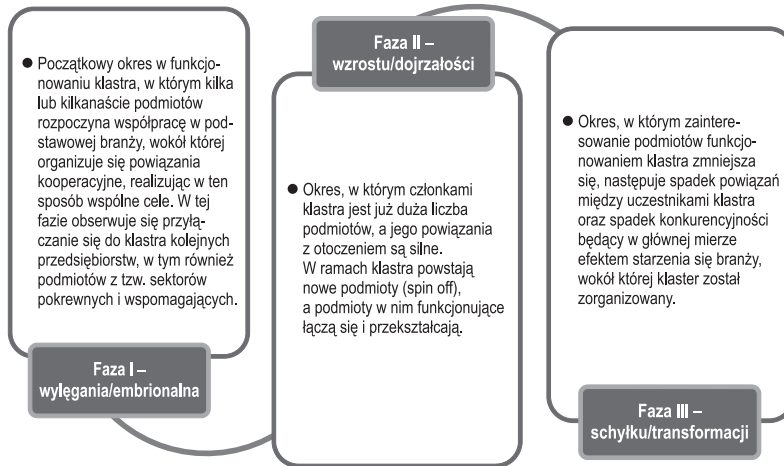 ● Początkowy okres w funkcjo-
nowaniu klastra, w którym kilka
lub kilkanaście podmiotów
rozpoczyna współpracę w pod-
stawowej branży, wokół której
organizuje się powiązania
kooperacyjne, realizując w ten
sposób wspólne cele. W tej
fazie obserwuje się przyłą-
czanie się do klastra kolejnych
przedsiębiorstw, w tym również
podmiotów z tzw. sektorów
pokrewnych i wspomagających.
Faza I –
wylęgania/embrionalna
Faza II –
wzrostu/dojrzałości
● Okres, w którym członkami
klastra jest już duża liczba
podmiotów, a jego powiązania
z otoczeniem są silne.
W ramach klastra powstają
nowe podmioty (spin off),
a podmioty w nim funkcjonujące
łączą się i przekształcają.
● Okres, w którym zaintere-
sowanie podmiotów funkcjo-
nowaniem klastra zmniejsza
się, następuje spadek powiązań
między uczestnikami klastra
oraz spadek konkurencyjności
będący w głównej mierze
efektem starzenia się branży,
wokół której klaster został
zorganizowany.
Faza III –
schyłku/transformacji